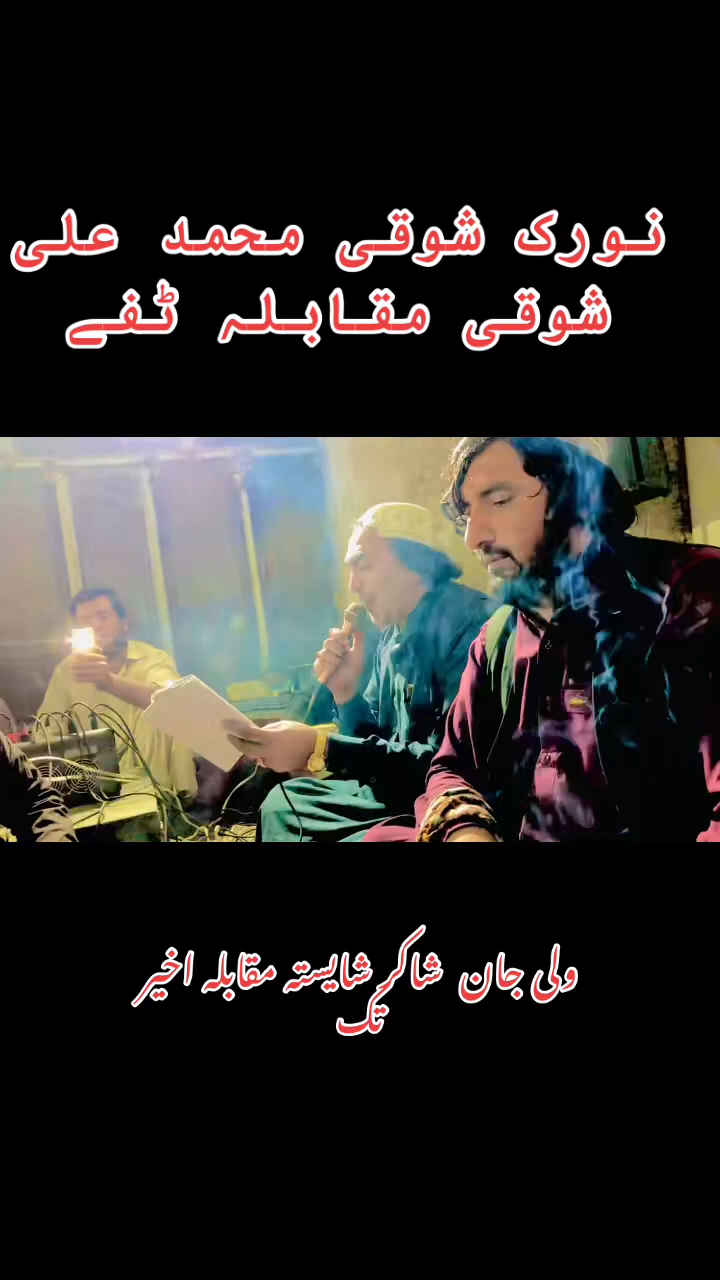 نورک شوقی محمد علی
شوقی مقابلہ ٹفے
ولی جان شاکر شایستہ مقابلہ اخیر
تک